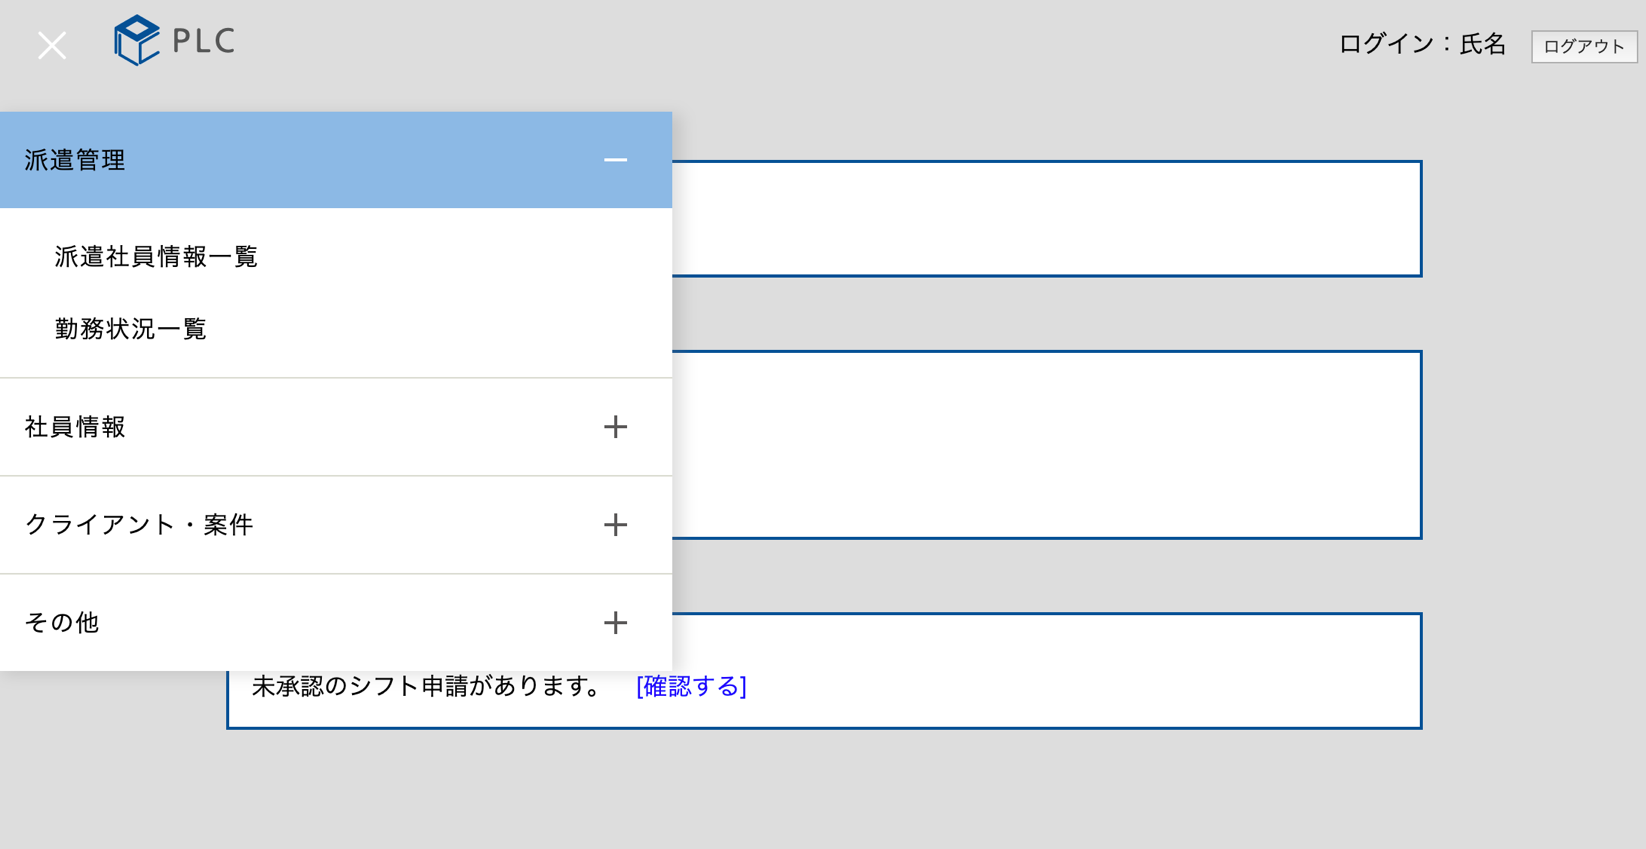 PLC
ログイン：氏名
ログアウト
派遣管理
派遣社員情報一覧
勤務状況一覧
社員情報
クライアント・案件
その他
未承認のシフト申請があります。 [確認する]